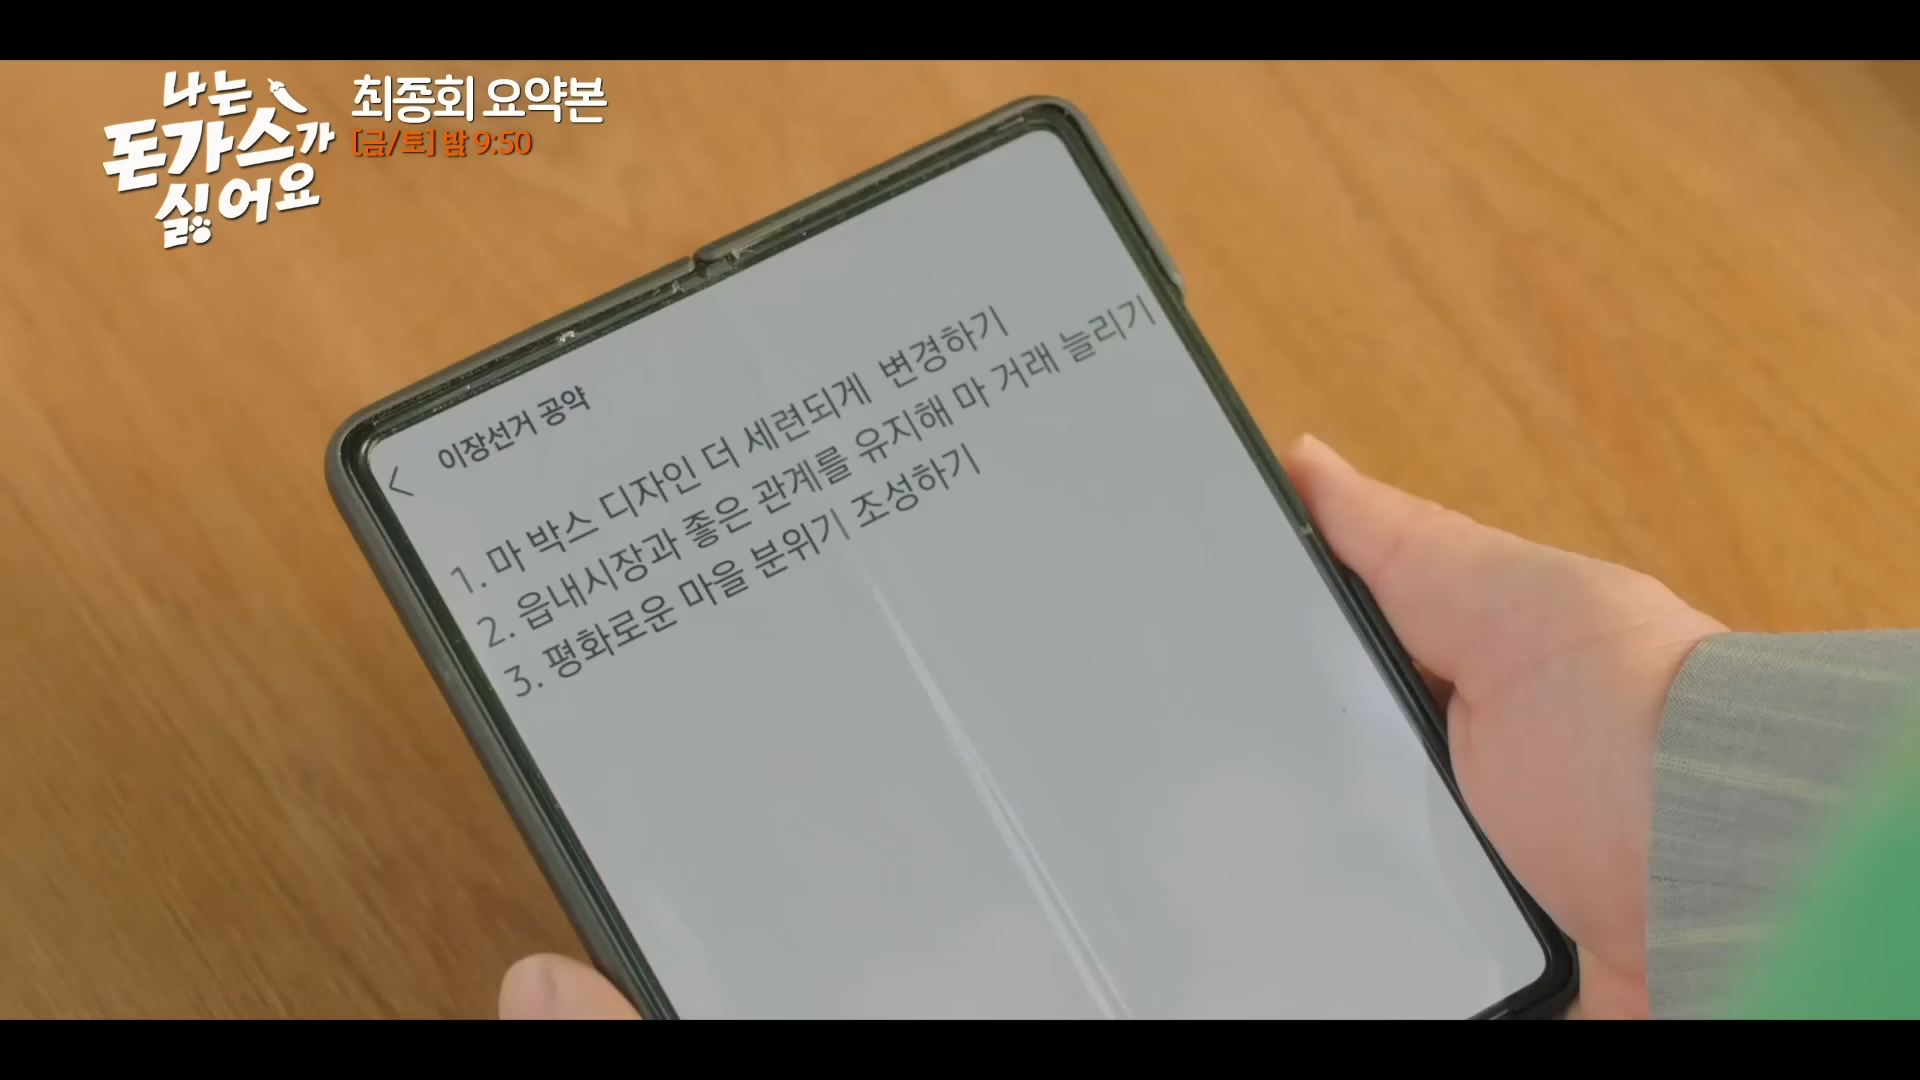 나는
돈가스가
싫어요
최종회 요약본
[금/토] 밤 9:50
이장선거 공약
1. 마 박스 디자인 더 세련되게 변경하기
2. 읍내시장과 좋은 관계를 유지해 마 거래 늘리기
3. 평화로운 마을 분위기 조성하기